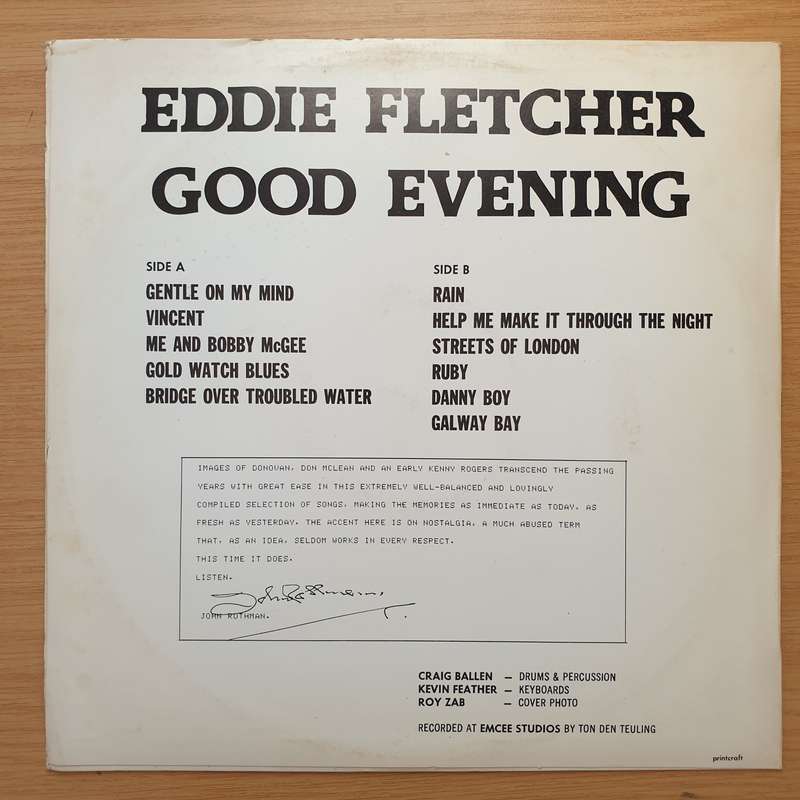 EDDIE FLETCHER
GOOD EVENING
SIDE A
GENTLE ON MY MIND
VINCENT
ME AND BOBBY McGEE
GOLD WATCH BLUES
BRIDGE OVER TROUBLED WATER
SIDE B
RAIN
HELP ME MAKE IT THROUGH THE NIGHT
STREETS OF LONDON
RUBY
DANNY BOY
GALWAY BAY
IMAGES OF DONOVAN, DON MCLEAN AND AN EARLY KENNY ROGERS TRANSCEND THE PASSING
YEARS WITH GREAT EASE IN THIS EXTREMELY WELL-BALANCED AND LOVINGLY
COMPILED SELECTION OF SONGS, MAKING THE MEMORIES AS IMMEDIATE AS TODAY, AS
FRESH AS YESTERDAY. THE ACCENT HERE IS ON NOSTALGIA, A MUCH ABUSED TERM
THAT, AS AN IDEA, SELDOM WORKS IN EVERY RESPECT.
THIS TIME IT DOES.
LISTEN.
JOHN ROTHMAN.
CRAIG BALLEN – DRUMS & PERCUSSION
KEVIN FEATHER – KEYBOARDS
ROY ZAB – COVER PHOTO
RECORDED AT EMCEE STUDIOS BY TON DEN TEULING
printcraft